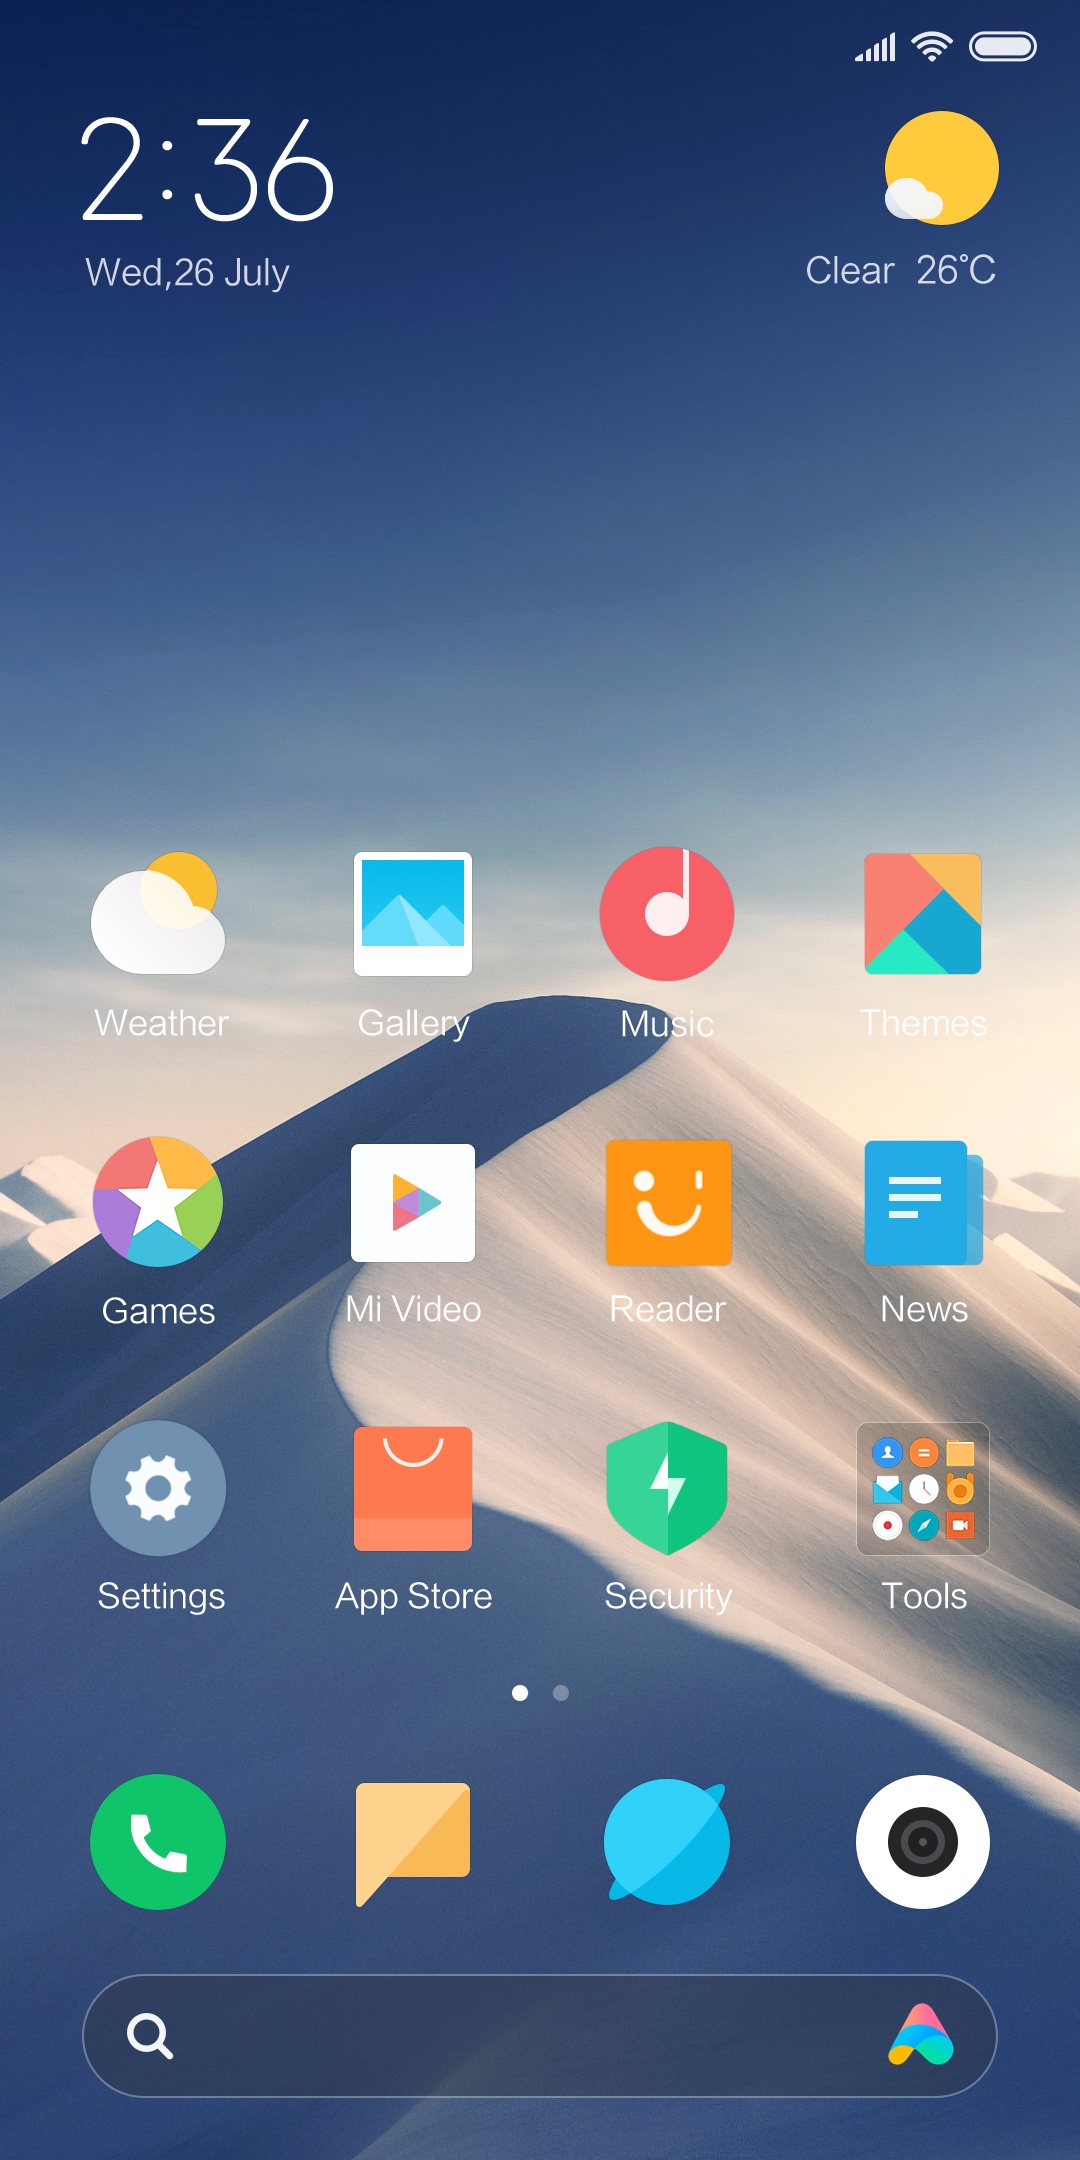 2:36
Wed,26 July
Clear 26°C
Weather
Gallery
Music
Themes
Games
Mi Video
Reader
News
Settings
App Store
Security
Tools